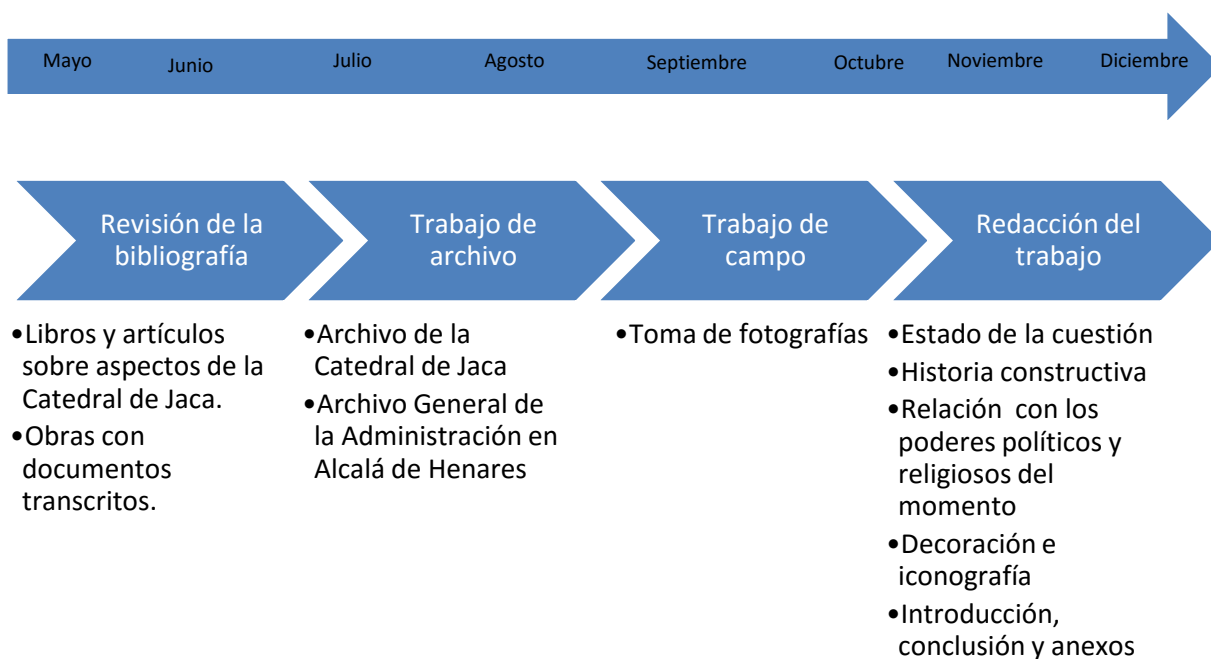 Mayo Junio Julio Agosto Septiembre Octubre Noviembre Diciembre
Revisión de la
bibliografía
•Libros y artículos
sobre aspectos de la
Catedral de Jaca.
•Obras con
documentos
transcritos.
Trabajo de
archivo
•Archivo de la
Catedral de Jaca
•Archivo General de
la Administración en
Alcalá de Henares
Trabajo de
campo
•Toma de fotografías
Redacción del
trabajo
•Estado de la cuestión
•Historia constructiva
•Relación con los
poderes políticos y
religiosos del
momento
•Decoración e
iconografía
•Introducción,
conclusión y anexos